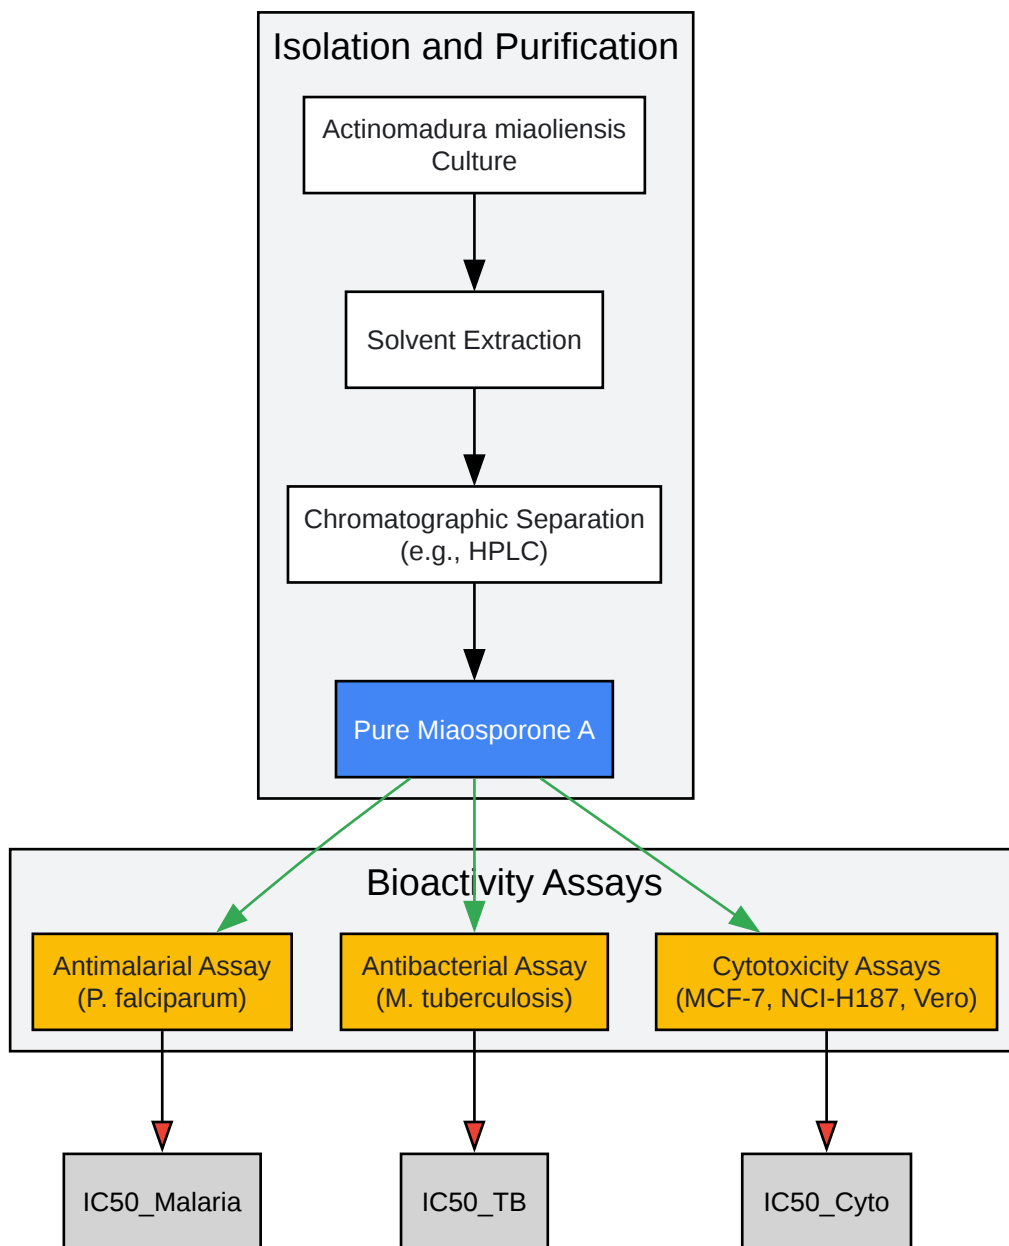 Isolation and Purification
Actinomadura miaoliensis
Culture
Solvent Extraction
Chromatographic Separation
(e.g., HPLC)
Pure Miaosporone A
Bioactivity Assays
Antimalarial Assay
(P. falciparum)
Antibacterial Assay
(M. tuberculosis)
Cytotoxicity Assays
(MCF-7, NCI-H187, Vero)
IC50_Malaria
IC50_TB
IC50_Cyto